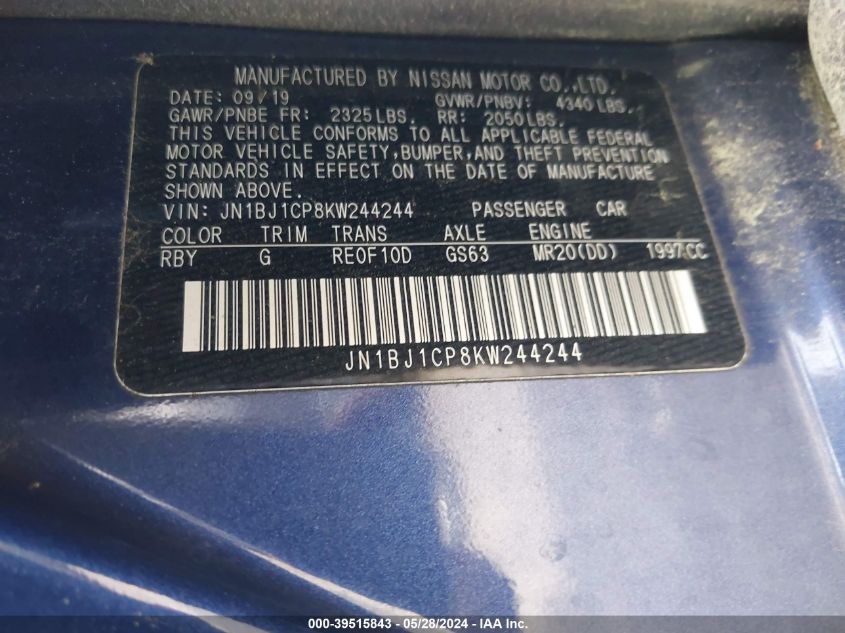 MANUFACTURED BY NISSAN MOTOR CO.,LTD.
DATE: 09/19 GVWR/PNBV: 4340 LBS.
GAWR/PNBE FR: 2325 LBS. RR: 2050 LBS.
THIS VEHICLE CONFORMS TO ALL APPLICABLE FEDERAL
MOTOR VEHICLE SAFETY,BUMPER,AND THEFT PREVENTION
STANDARDS IN EFFECT ON THE DATE OF MANUFACTURE
SHOWN ABOVE.
VIN: JN1BJ1CP8KW244244 PASSENGER CAR
COLOR TRIM TRANS AXLE ENGINE
RBY G RE0F10D GS63 MR20(DD) 1997CC
JN1BJ1CP8KW244244
000-39515843 - 05/28/2024 - IAAI.com